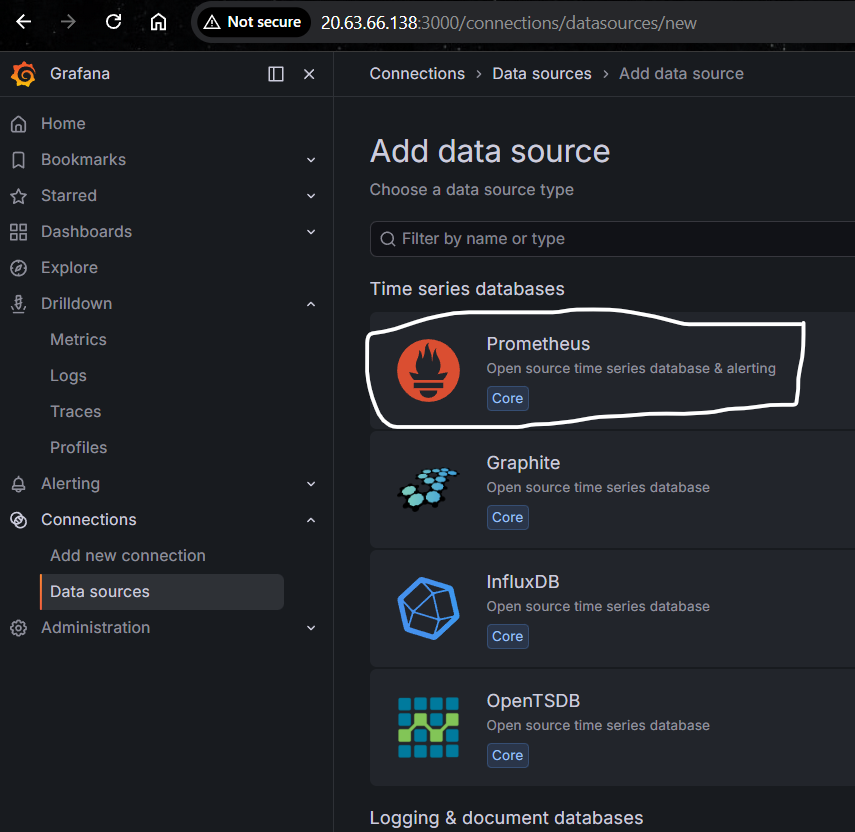 Not secure 20.63.66.138:3000/connections/datasources/new
Grafana
Connections › Data sources › Add data source
Home
Bookmarks
Starred
Dashboards
Explore
Drilldown
Metrics
Logs
Traces
Profiles
Alerting
Connections
Add new connection
Data sources
Administration
Add data source
Choose a data source type
Filter by name or type
Time series databases
Prometheus
Open source time series database & alerting
Core
Graphite
Open source time series database
Core
InfluxDB
Open source time series database
Core
OpenTSDB
Open source time series database
Core
Logging & document databases